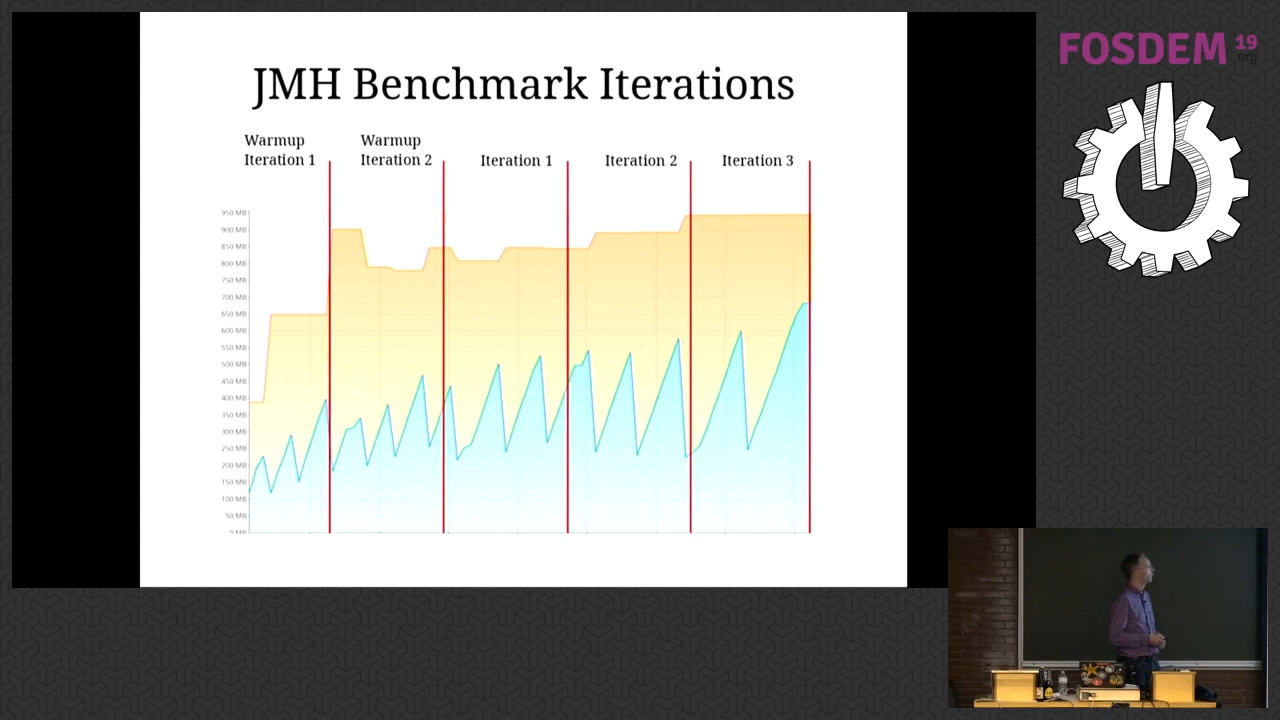 JMH Benchmark Iterations
Warmup
Iteration 1
Warmup
Iteration 2
Iteration 1
Iteration 2
Iteration 3
950 MB
900 MB
850 MB
800 MB
750 MB
700 MB
650 MB
600 MB
550 MB
500 MB
450 MB
400 MB
350 MB
300 MB
250 MB
200 MB
150 MB
100 MB
50 MB
0 MB
FOSDEM 19
.org